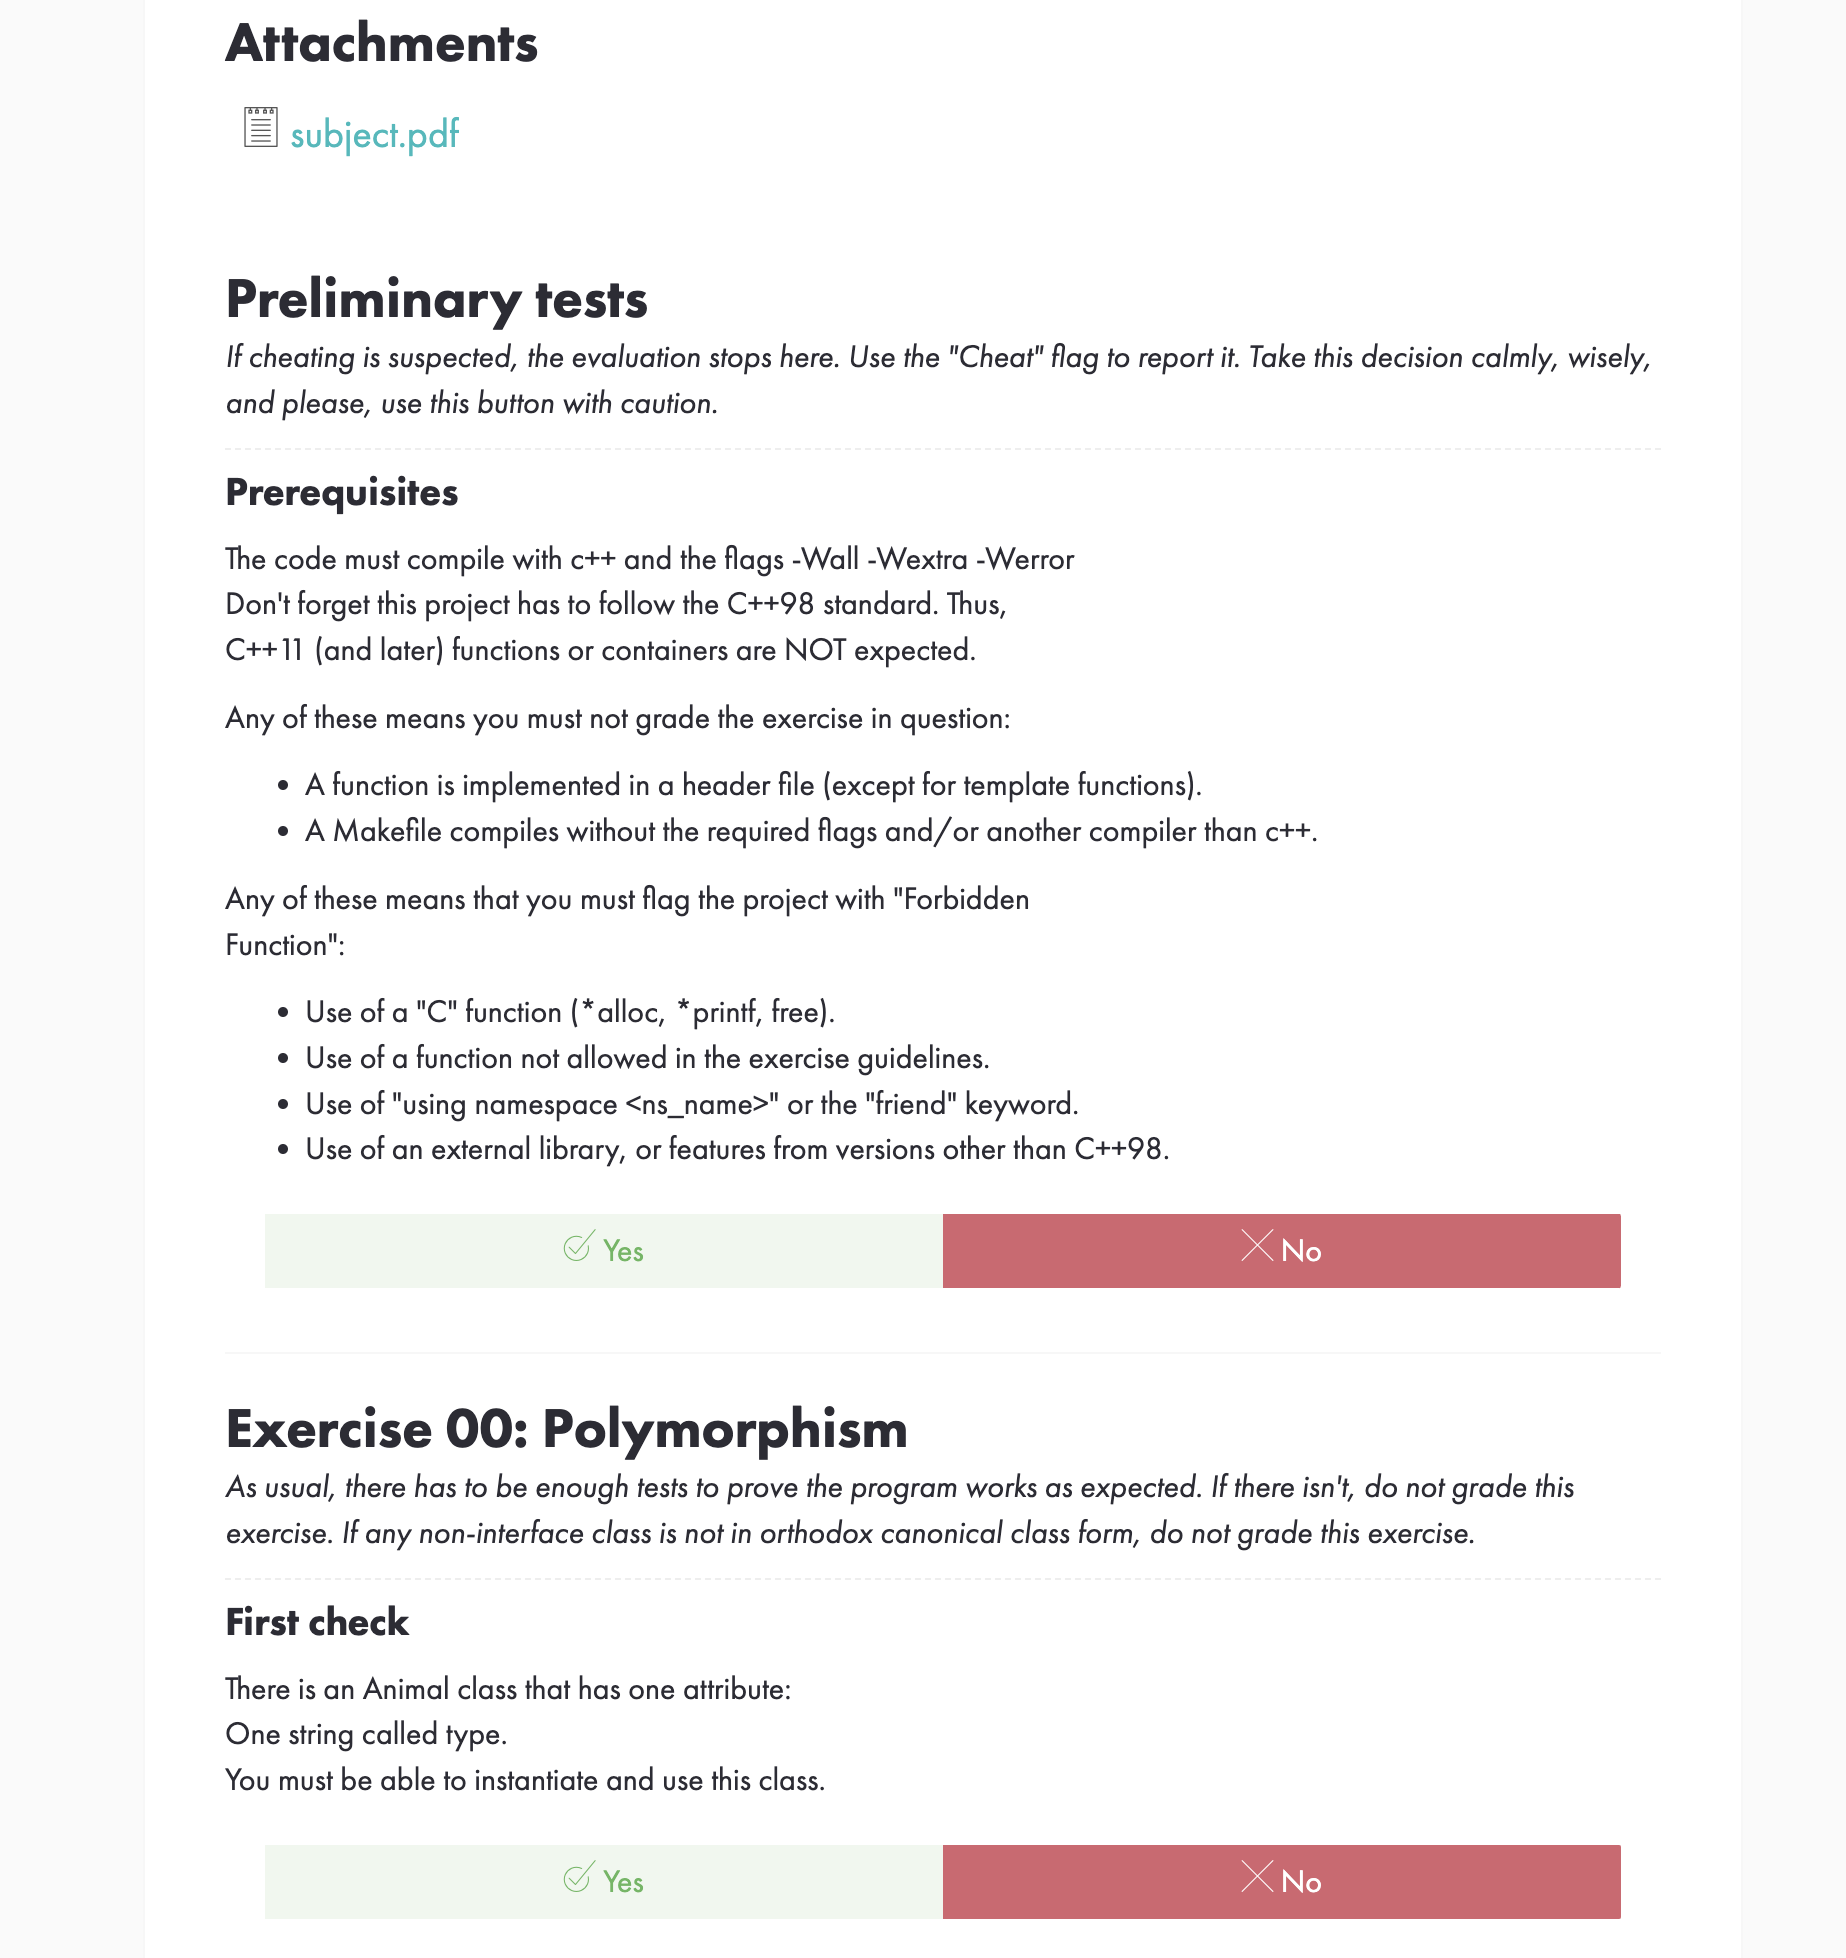 Attachments
subject.pdf
Preliminary tests
If cheating is suspected, the evaluation stops here. Use the "Cheat" flag to report it. Take this decision calmly, wisely,
and please, use this button with caution.
Prerequisites
The code must compile with c++ and the flags -Wall -Wextra -Werror
Don't forget this project has to follow the C++98 standard. Thus,
C++11 (and later) functions or containers are NOT expected.
Any of these means you must not grade the exercise in question:
• A function is implemented in a header file (except for template functions).
• A Makefile compiles without the required flags and/or another compiler than c++.
Any of these means that you must flag the project with "Forbidden
Function":
• Use of a "C" function (*alloc, *printf, free).
• Use of a function not allowed in the exercise guidelines.
• Use of "using namespace <ns_name>" or the "friend" keyword.
• Use of an external library, or features from versions other than C++98.
Yes
No
Exercise 00: Polymorphism
As usual, there has to be enough tests to prove the program works as expected. If there isn't, do not grade this
exercise. If any non-interface class is not in orthodox canonical class form, do not grade this exercise.
First check
There is an Animal class that has one attribute:
One string called type.
You must be able to instantiate and use this class.
Yes
No